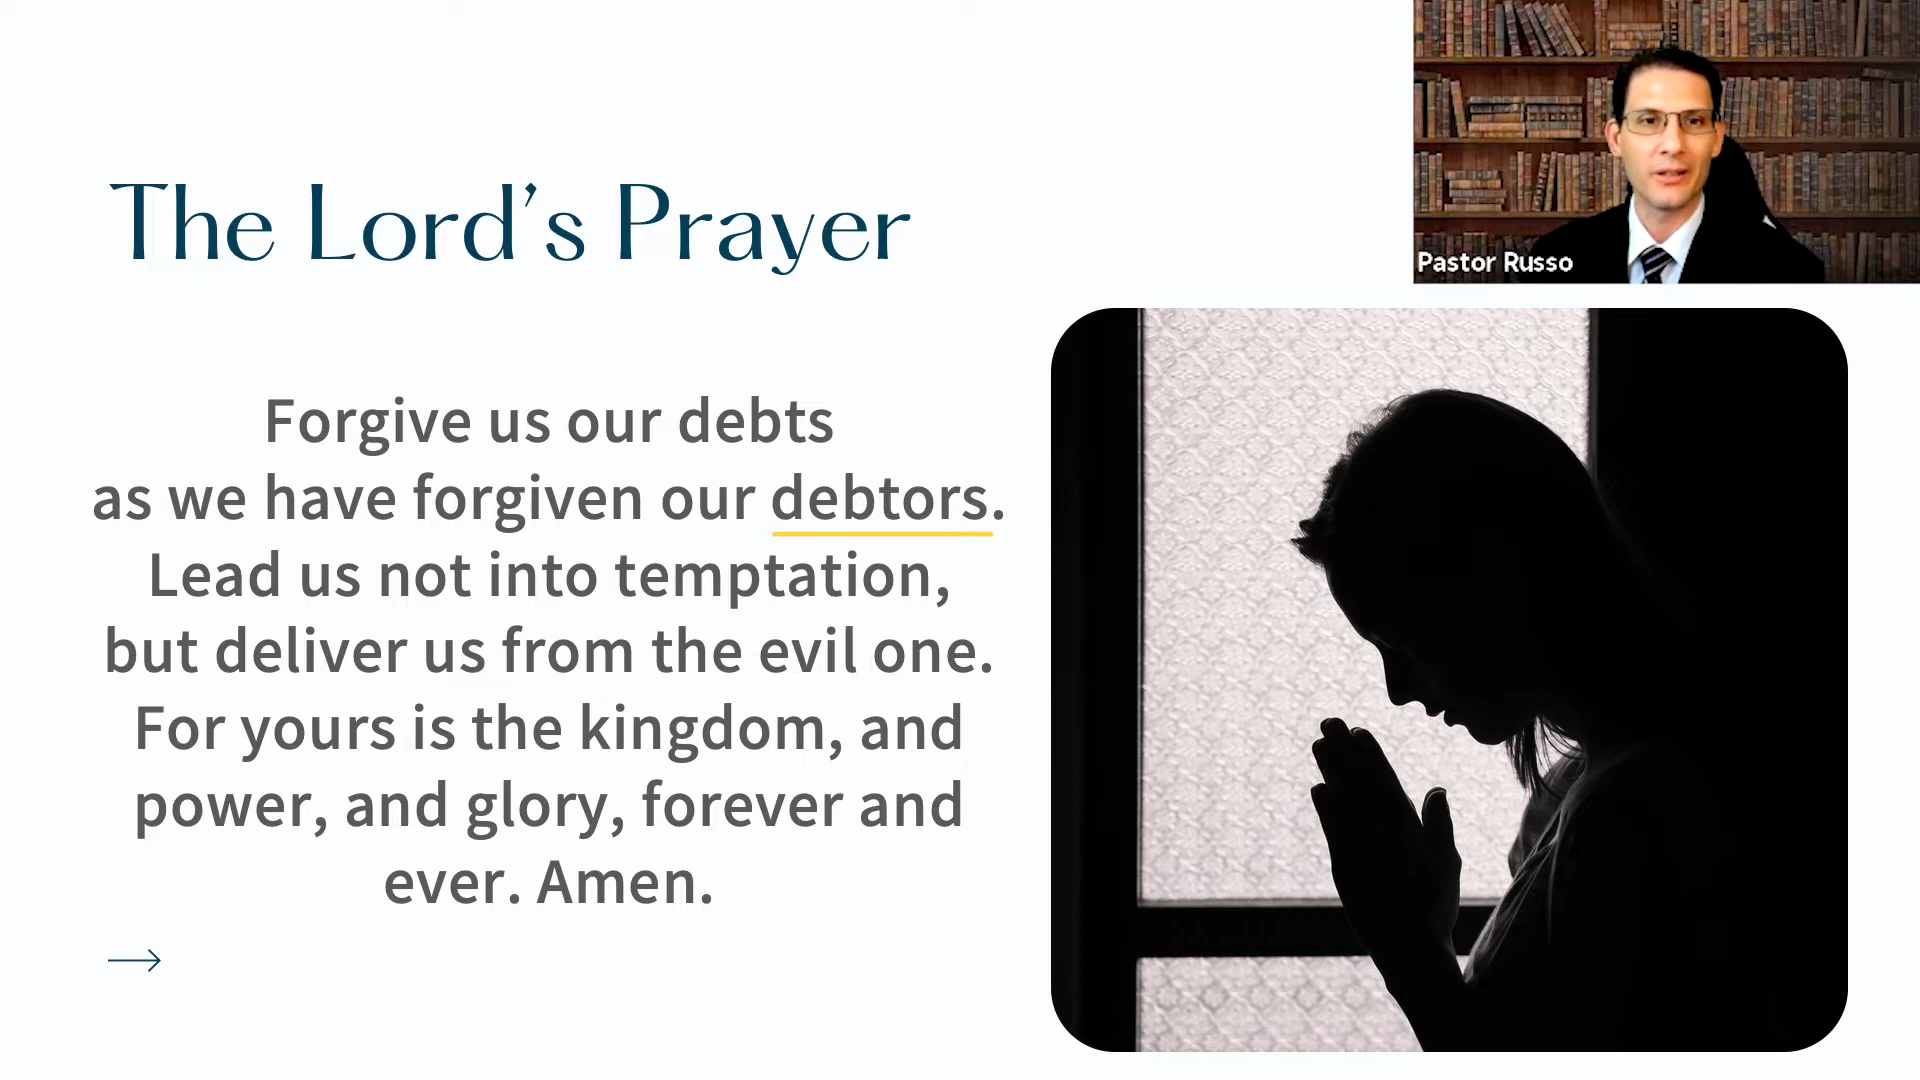 The Lord's Prayer
Pastor Russo
Forgive us our debts
as we have forgiven our debtors.
Lead us not into temptation,
but deliver us from the evil one.
For yours is the kingdom, and
power, and glory, forever and
ever. Amen.